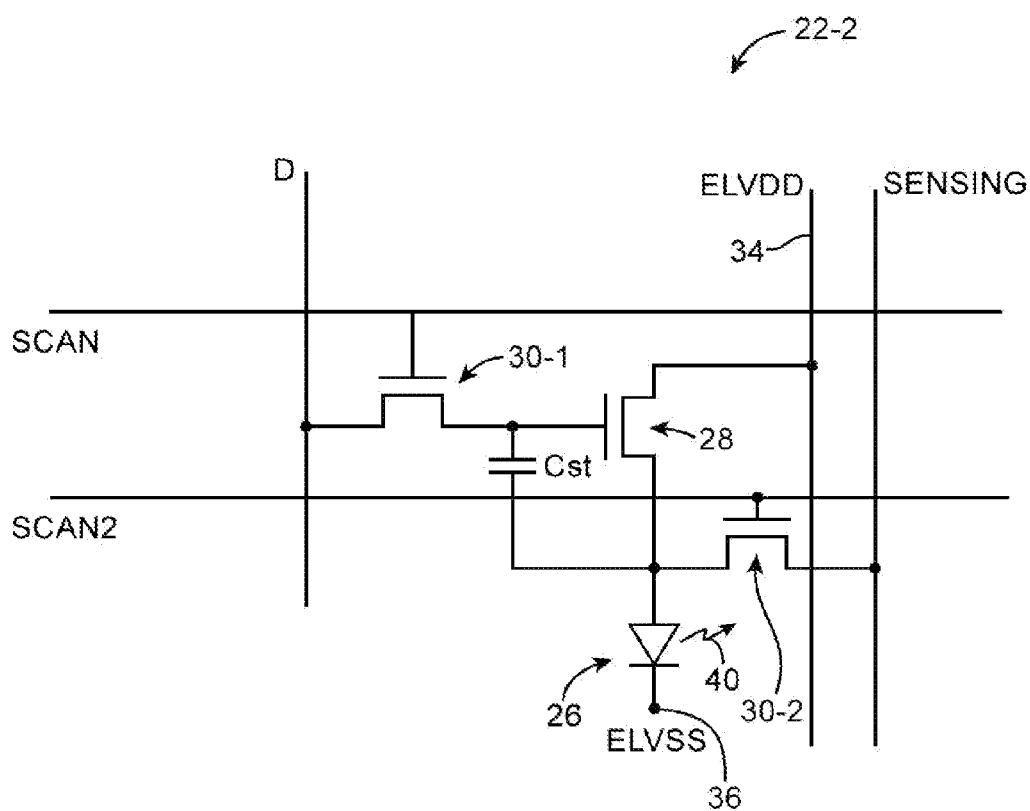 22-2
D
ELVDD
SENSING
34
SCAN
30-1
28
Cst
SCAN2
40
26
30-2
ELVSS
36